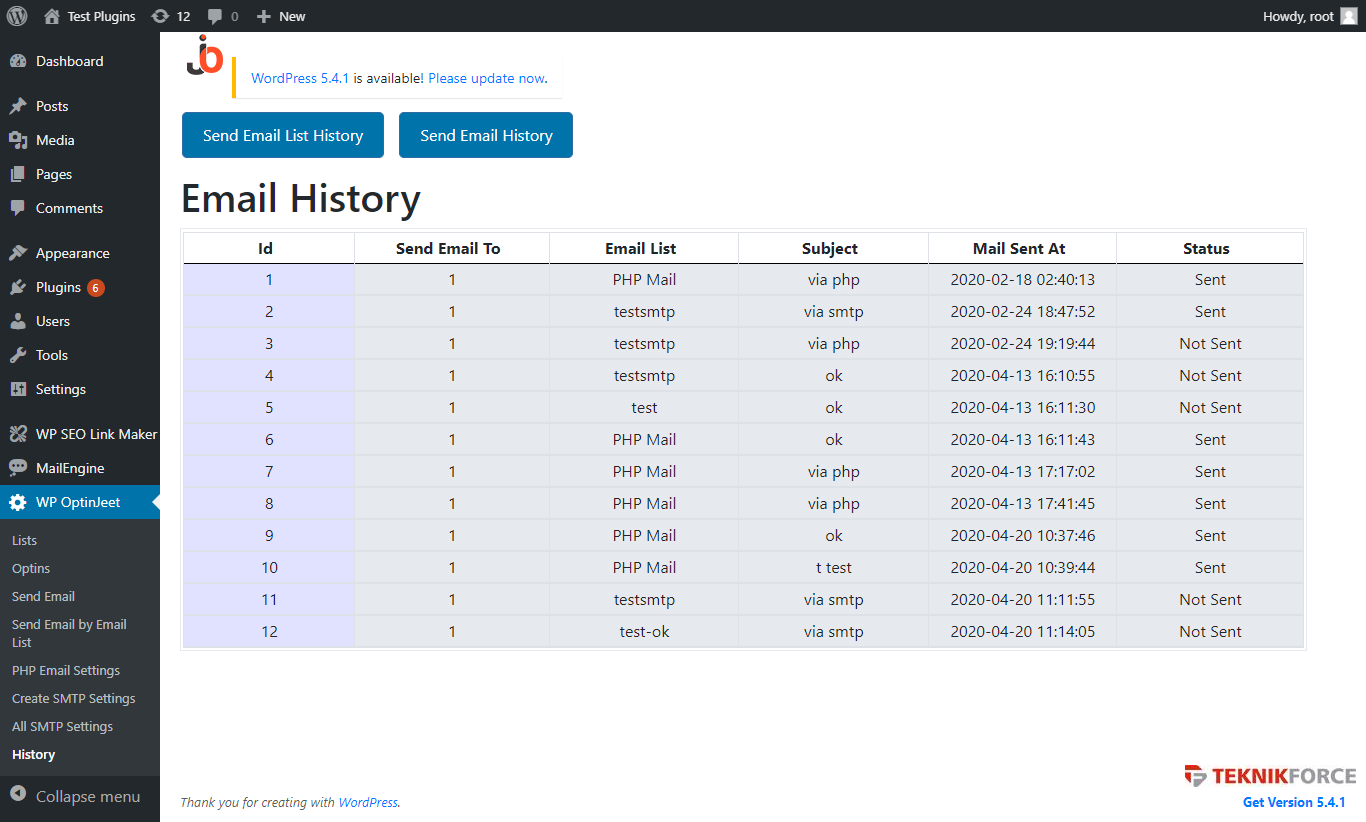 Test Plugins 12 0 New Howdy, root
Dashboard
Posts
Media
Pages
Comments
Appearance
Plugins 6
Users
Tools
Settings
WP SEO Link Maker
MailEngine
WP OptinJeet
Lists
Optins
Send Email
Send Email by Email
List
PHP Email Settings
Create SMTP Settings
All SMTP Settings
History
Collapse menu
jb
WordPress 5.4.1 is available! Please update now.
Send Email List History Send Email History
Email History
Id Send Email To Email List Subject Mail Sent At Status
1 1 PHP Mail via php 2020-02-18 02:40:13 Sent
2 1 testsmtp via smtp 2020-02-24 18:47:52 Sent
3 1 testsmtp via php 2020-02-24 19:19:44 Not Sent
4 1 testsmtp ok 2020-04-13 16:10:55 Not Sent
5 1 test ok 2020-04-13 16:11:30 Not Sent
6 1 PHP Mail ok 2020-04-13 16:11:43 Sent
7 1 PHP Mail via php 2020-04-13 17:17:02 Sent
8 1 PHP Mail via php 2020-04-13 17:41:45 Sent
9 1 PHP Mail ok 2020-04-20 10:37:46 Sent
10 1 PHP Mail t test 2020-04-20 10:39:44 Sent
11 1 testsmtp via smtp 2020-04-20 11:11:55 Not Sent
12 1 test-ok via smtp 2020-04-20 11:14:05 Not Sent
TEKNIKFORCE
Thank you for creating with WordPress. Get Version 5.4.1